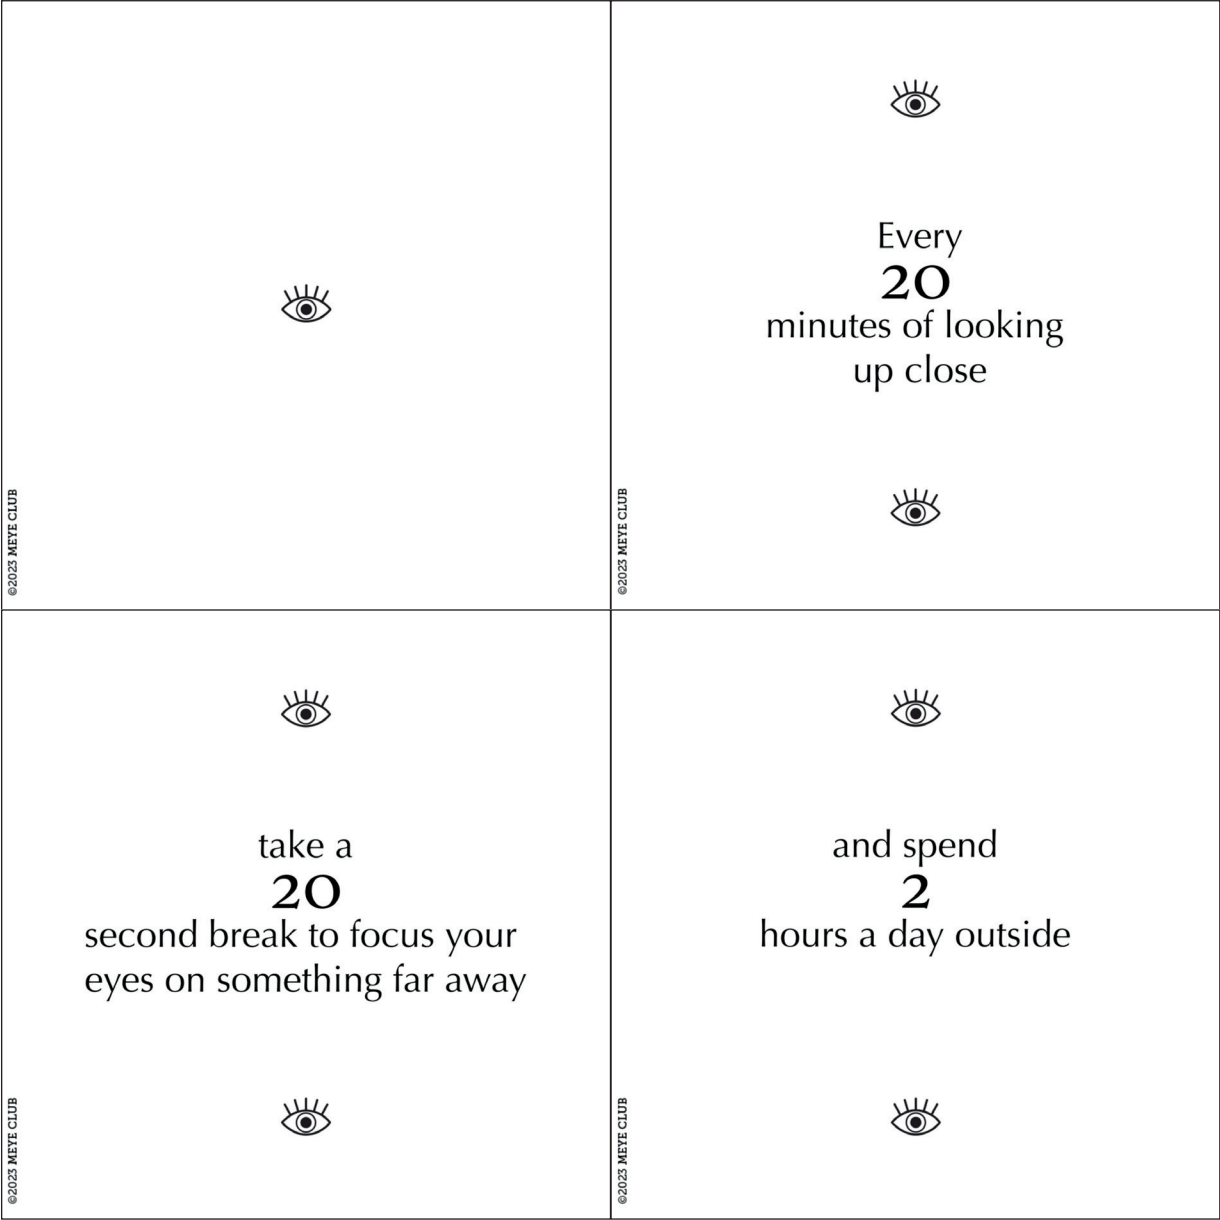 ©2023 MEYE CLUB
Every
20
minutes of looking
up close
©2023 MEYE CLUB
take a
20
second break to focus your
eyes on something far away
©2023 MEYE CLUB
and spend
2
hours a day outside
©2023 MEYE CLUB